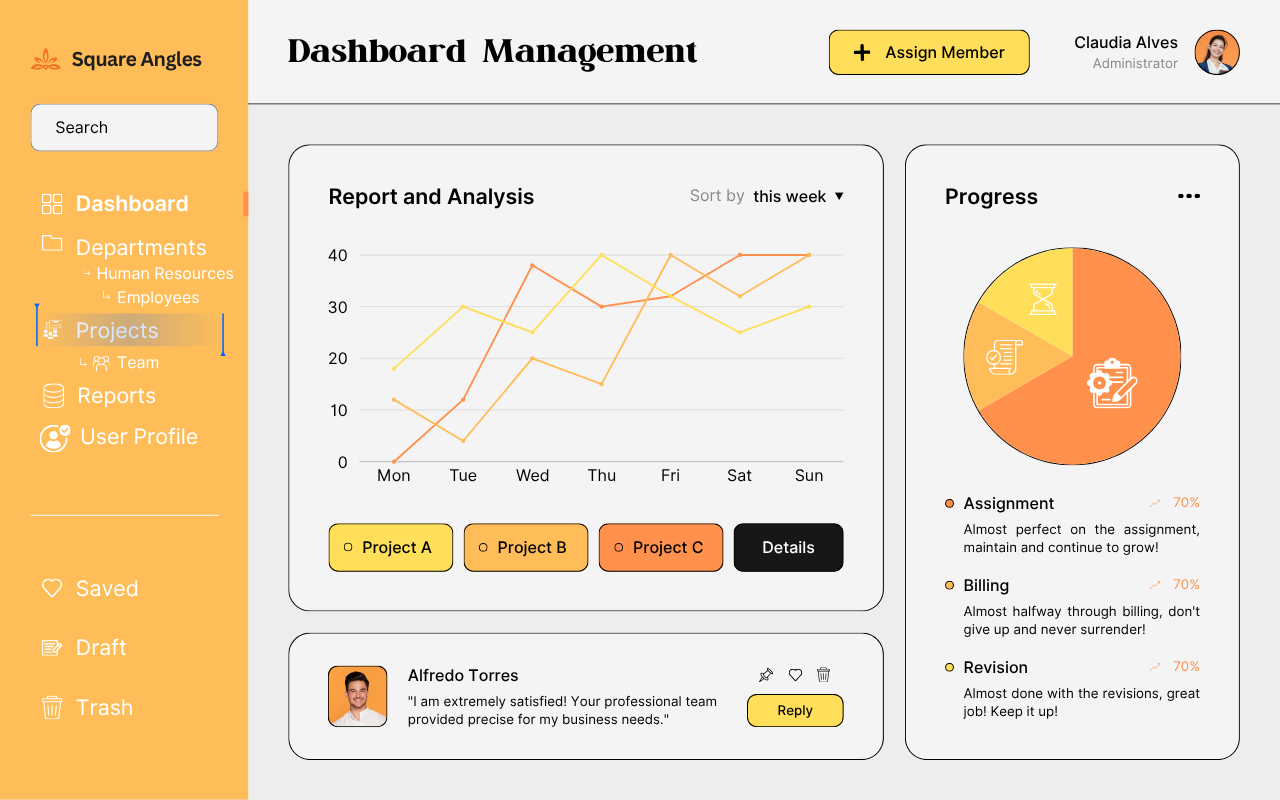 Square Angles
Search
Dashboard
Departments
Human Resources
Employees
Projects
Team
Reports
User Profile
Saved
Draft
Trash
Dashboard Management
Assign Member
Claudia Alves
Administrator
Report and Analysis
Sort by this week
40
30
20
10
0
Mon Tue Wed Thu Fri Sat Sun
Project A
Project B
Project C
Details
Alfredo Torres
"I am extremely satisfied! Your professional team
provided precise for my business needs."
Reply
Progress
Assignment 70%
Almost perfect on the assignment,
maintain and continue to grow!
Billing 70%
Almost halfway through billing, don't
give up and never surrender!
Revision 70%
Almost done with the revisions, great
job! Keep it up!